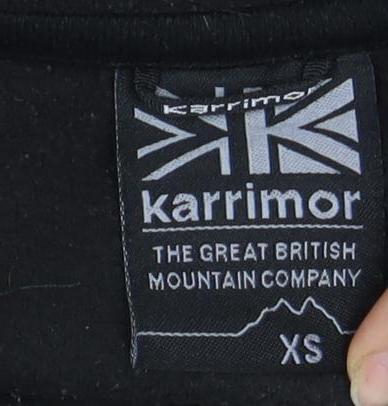 karrimor
karrimor
THE GREAT BRITISH
MOUNTAIN COMPANY
XS